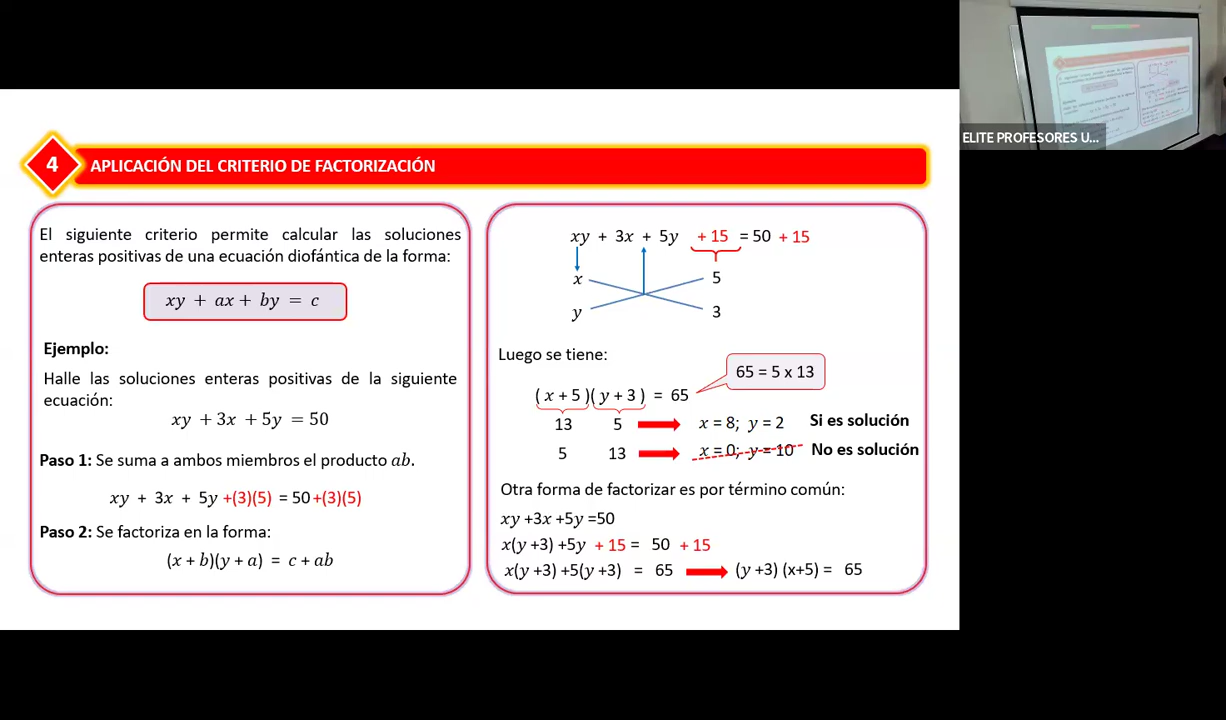 4 APLICACIÓN DEL CRITERIO DE FACTORIZACIÓN
El siguiente criterio permite calcular las soluciones
enteras positivas de una ecuación diofántica de la forma:
xy + ax + by = c
Ejemplo:
Halle las soluciones enteras positivas de la siguiente
ecuación:
xy + 3x + 5y = 50
Paso 1: Se suma a ambos miembros el producto ab.
xy + 3x + 5y +(3)(5) = 50 +(3)(5)
Paso 2: Se factoriza en la forma:
(x + b)(y + a) = c + ab
xy + 3x + 5y + 15 = 50 + 15
x 5
y 3
Luego se tiene:
65 = 5 x 13
( x + 5 )( y + 3 ) = 65
13 5 x = 8; y = 2 Si es solución
5 13 x = 0; y = 10 No es solución
Otra forma de factorizar es por término común:
xy +3x +5y =50
x(y +3) +5y + 15 = 50 + 15
x(y +3) +5(y +3) = 65 (y +3) (x+5) = 65
ELITE PROFESORES U...